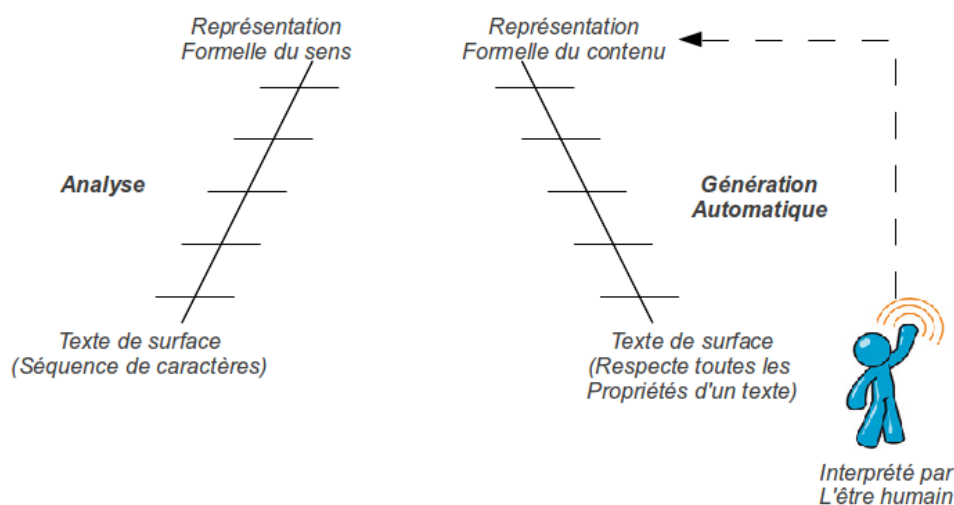 Représentation
Formelle du sens
Représentation
Formelle du contenu
Analyse
Génération
Automatique
Texte de surface
(Séquence de caractères)
Texte de surface
(Respecte toutes les
Propriétés d'un texte)
Interprété par
L'être humain